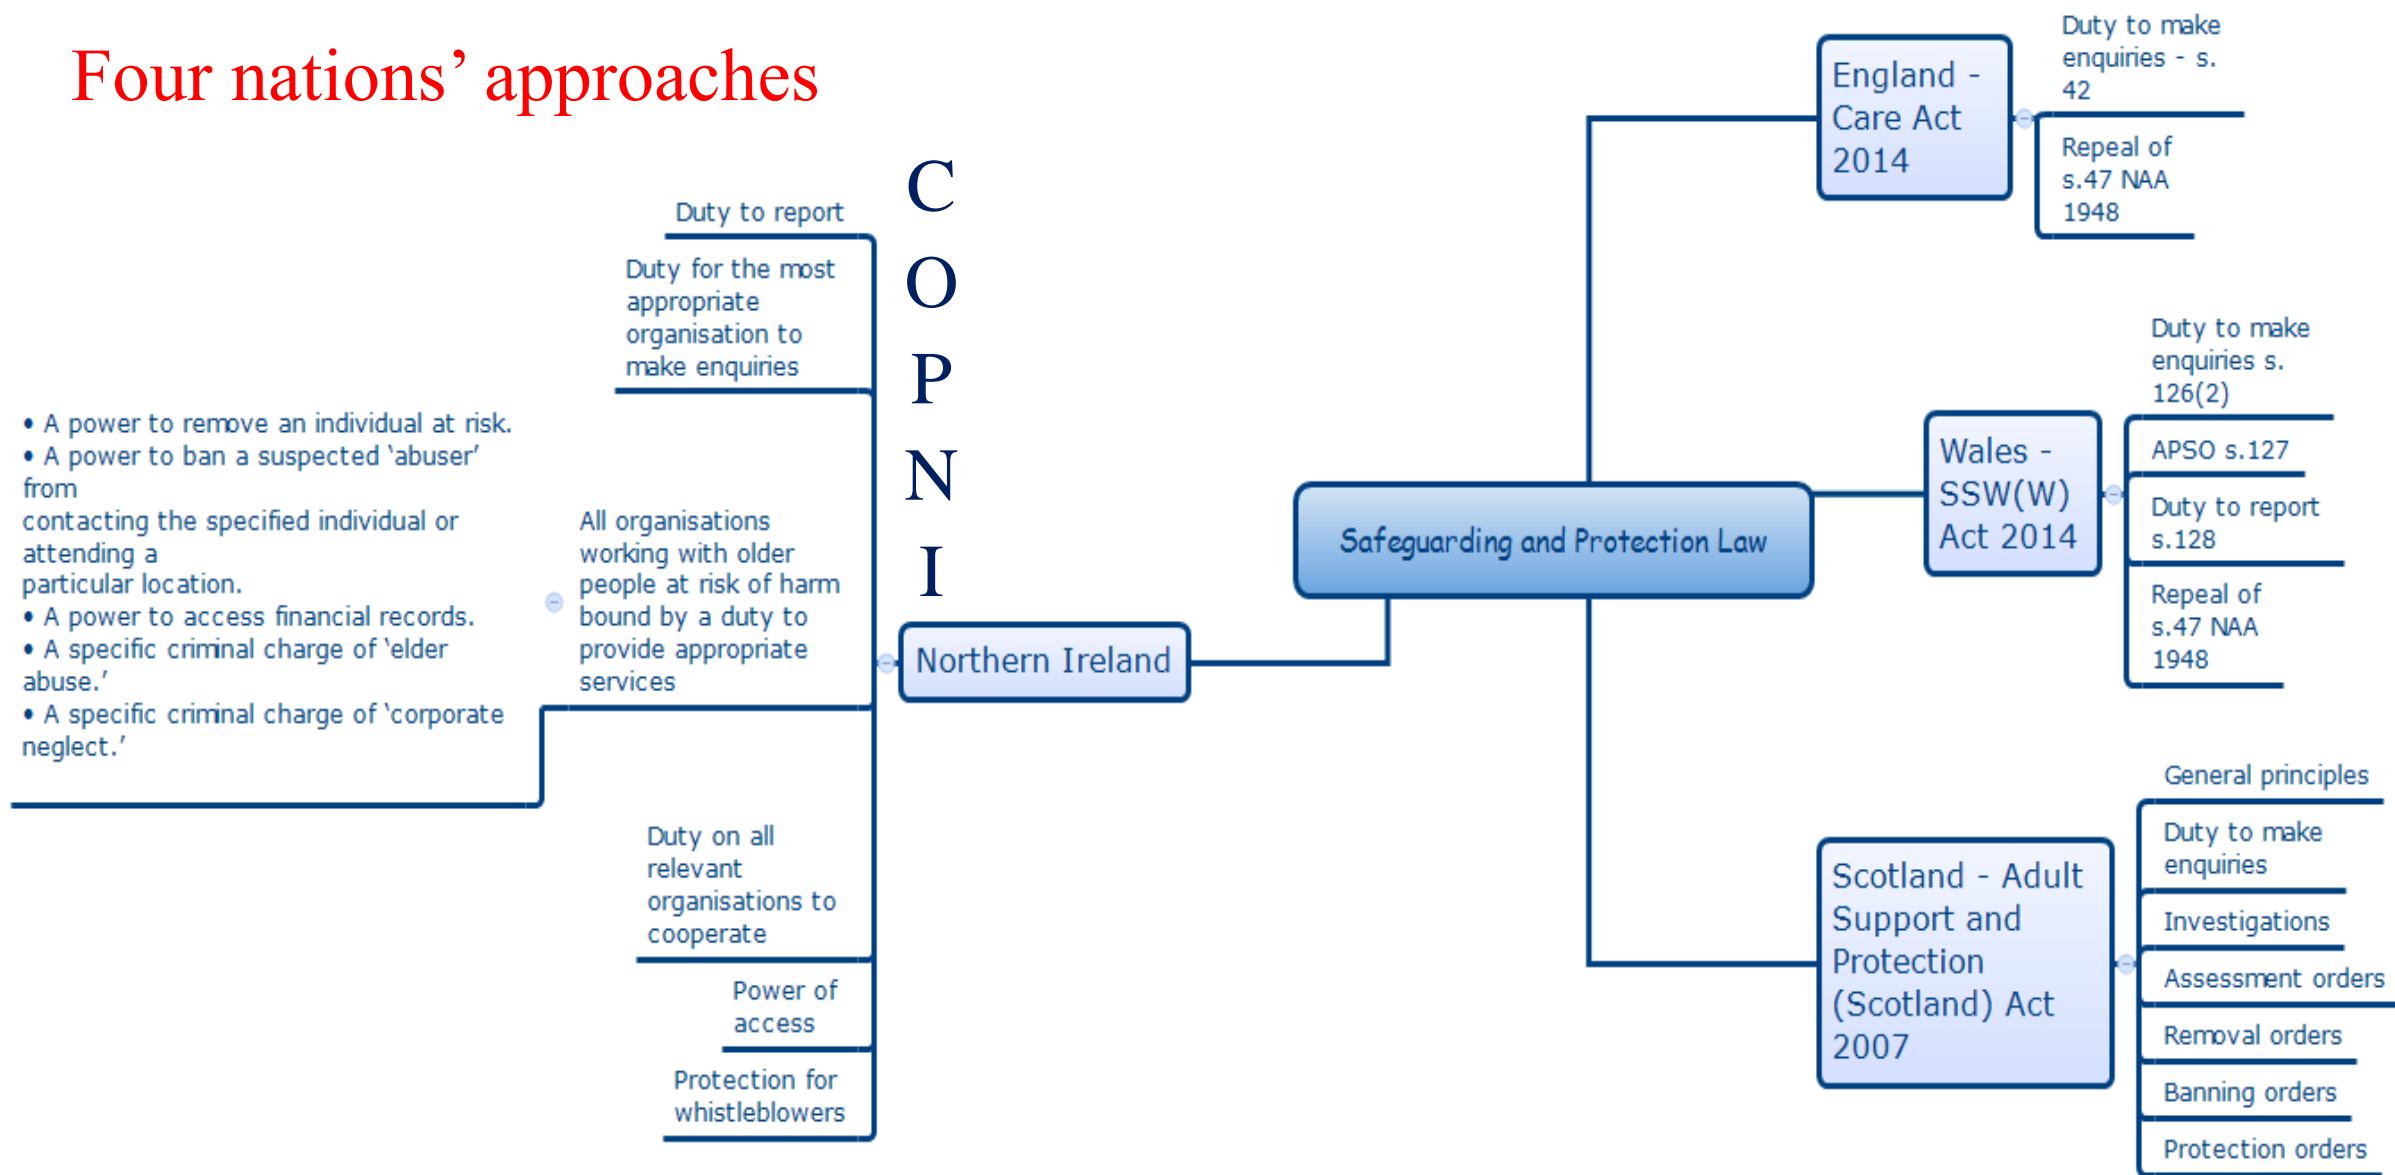 Four nations’ approaches
C
O
P
N
I
Duty to report
Duty for the most
appropriate
organisation to
make enquiries
• A power to remove an individual at risk.
• A power to ban a suspected ‘abuser’
from
contacting the specified individual or
attending a
particular location.
• A power to access financial records.
• A specific criminal charge of ‘elder
abuse.’
• A specific criminal charge of ‘corporate
neglect.’
All organisations
working with older
people at risk of harm
bound by a duty to
provide appropriate
services
Duty on all
relevant
organisations to
cooperate
Power of
access
Protection for
whistleblowers
Northern Ireland
Safeguarding and Protection Law
England -
Care Act
2014
Duty to make
enquiries - s.
42
Repeal of
s.47 NAA
1948
Wales -
SSW(W)
Act 2014
Duty to make
enquiries s.
126(2)
APSO s.127
Duty to report
s.128
Repeal of
s.47 NAA
1948
Scotland - Adult
Support and
Protection
(Scotland) Act
2007
General principles
Duty to make
enquiries
Investigations
Assessment orders
Removal orders
Banning orders
Protection orders